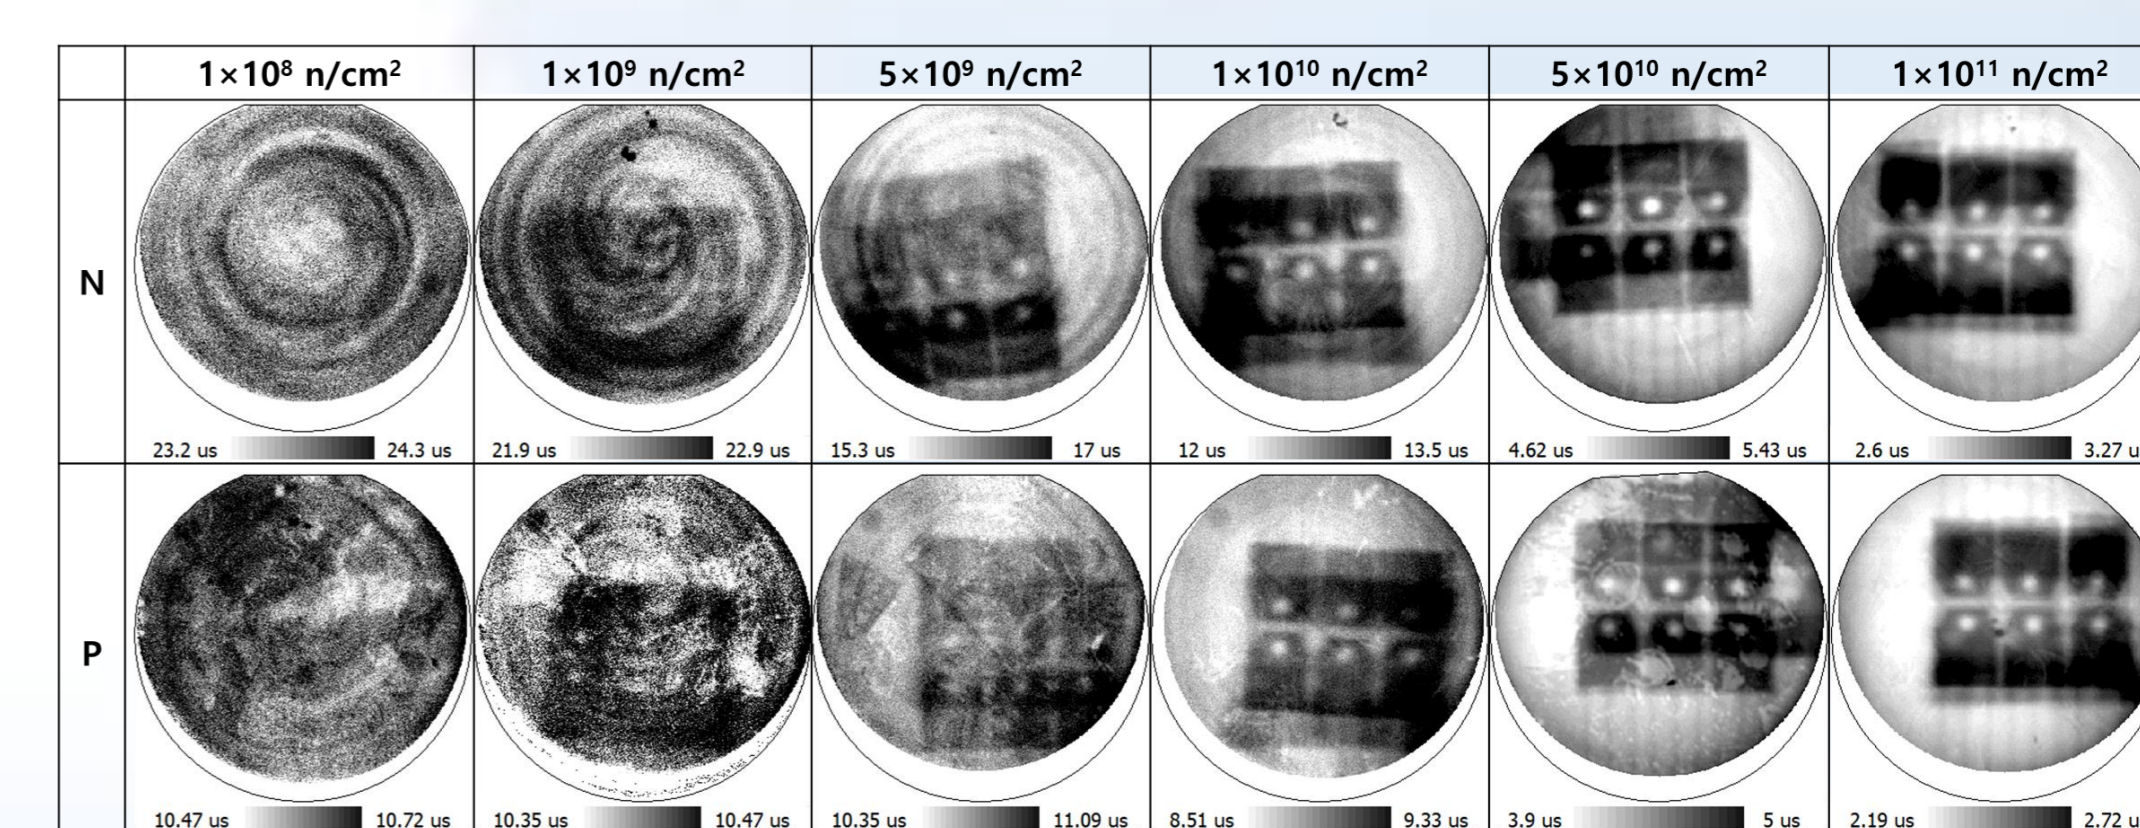 1×10⁸ n/cm² 1×10⁹ n/cm² 5×10⁹ n/cm² 1×10¹⁰ n/cm² 5×10¹⁰ n/cm² 1×10¹¹ n/cm²
N
23.2 us 24.3 us 21.9 us 22.9 us 15.3 us 17 us 12 us 13.5 us 4.62 us 5.43 us 2.6 us 3.27 u
P
10.47 us 10.72 us 10.35 us 10.47 us 10.35 us 11.09 us 8.51 us 9.33 us 3.9 us 5 us 2.19 us 2.72 u